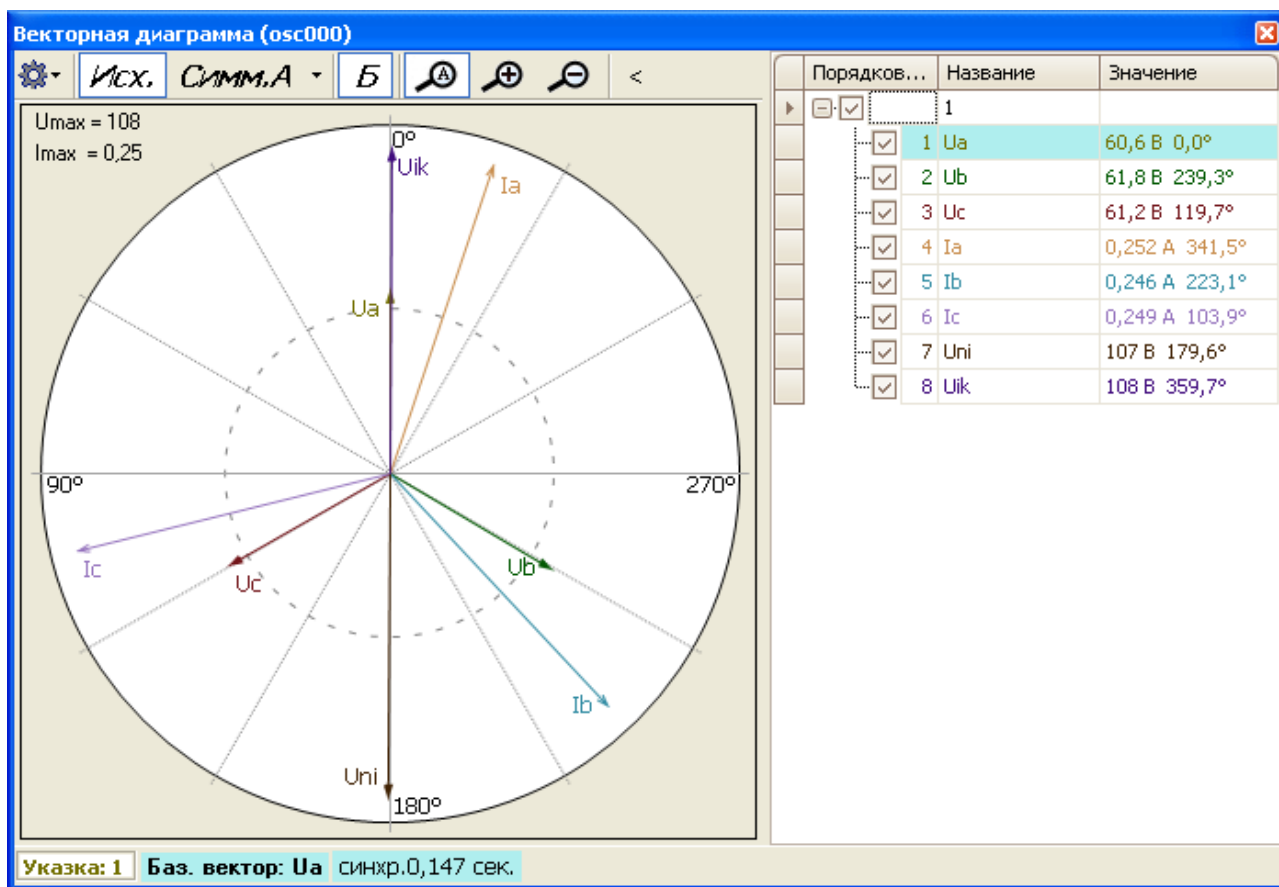 Векторная диаграмма (osc000)
Исх. Симм.А Б А <
Umax = 108
Imax = 0,25
0°
Uik
Ia
Ua
90°
270°
Ic
Uc
Ub
Ib
Uni
180°
Порядков... Название Значение
1
1 Ua 60,6 В 0,0°
2 Ub 61,8 В 239,3°
3 Uc 61,2 В 119,7°
4 Ia 0,252 А 341,5°
5 Ib 0,246 А 223,1°
6 Ic 0,249 А 103,9°
7 Uni 107 В 179,6°
8 Uik 108 В 359,7°
Указка: 1 Баз. вектор: Ua синхр.0,147 сек.